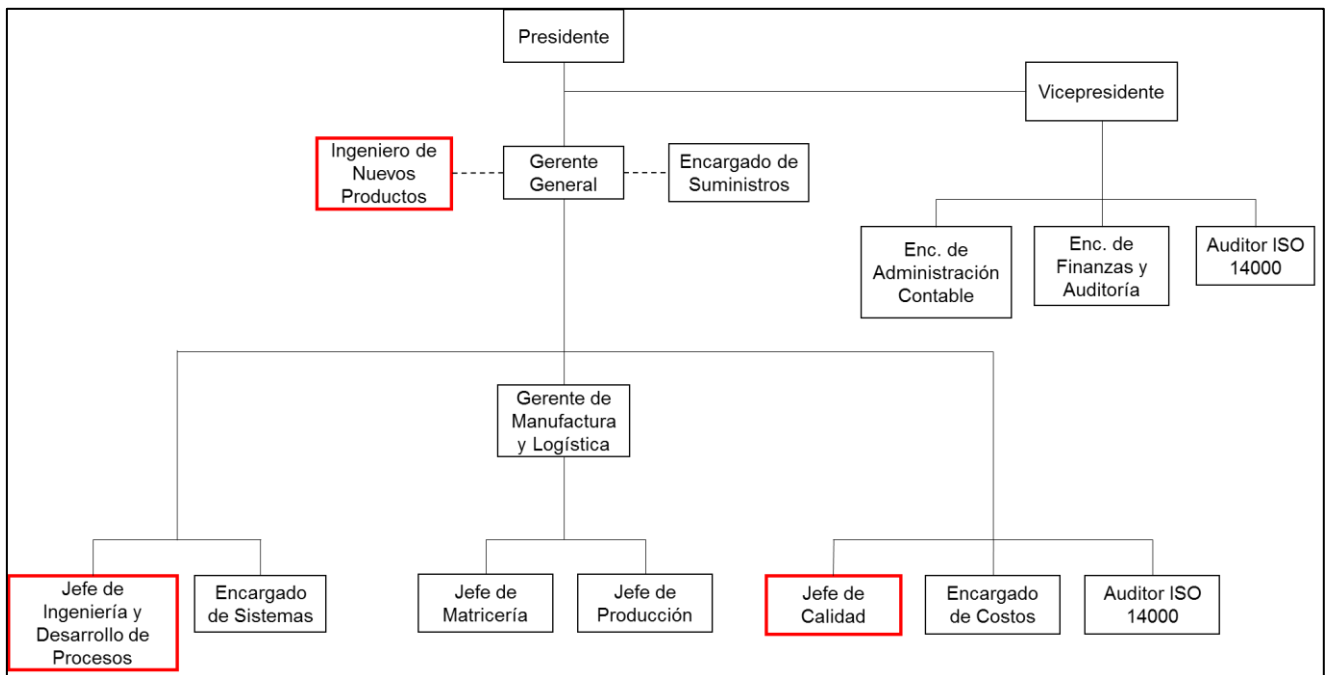 Presidente
Vicepresidente
Ingeniero de
Nuevos
Productos
Gerente
General
Encargado de
Suministros
Enc. de
Administración
Contable
Enc. de
Finanzas y
Auditoría
Auditor ISO
14000
Gerente de
Manufactura
y Logística
Jefe de
Ingeniería y
Desarrollo de
Procesos
Encargado
de Sistemas
Jefe de
Matricería
Jefe de
Producción
Jefe de
Calidad
Encargado
de Costos
Auditor ISO
14000